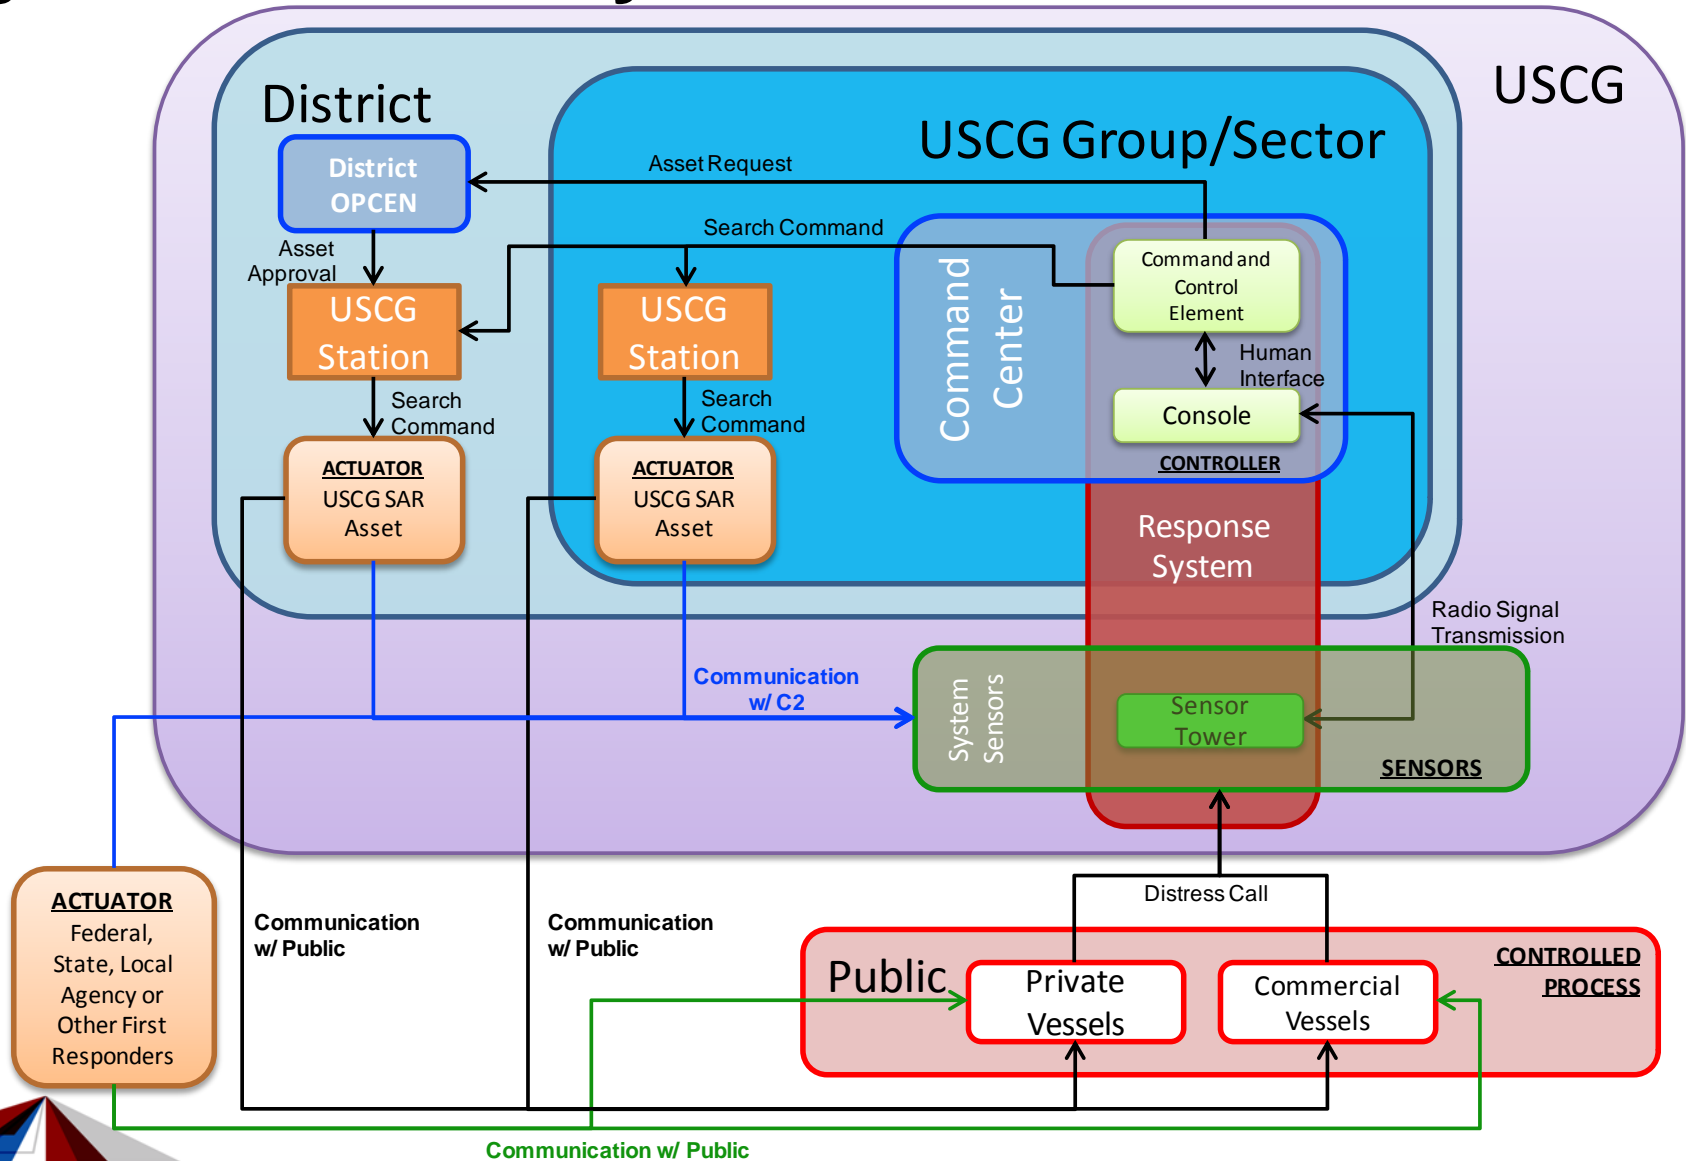 USCG
District
USCG Group/Sector
District
OPCEN
Asset Request
Search Command
Asset
Approval
Command
Center
Command and
Control
Element
USCG
Station
USCG
Station
Human
Interface
Console
Search
Command
Search
Command
CONTROLLER
ACTUATOR
USCG SAR
Asset
ACTUATOR
USCG SAR
Asset
Response
System
Radio Signal
Transmission
Communication
w/ C2
System
Sensors
Sensor
Tower
SENSORS
ACTUATOR
Federal,
State, Local
Agency or
Other First
Responders
Communication
w/ Public
Communication
w/ Public
Distress Call
Public
Private
Vessels
Commercial
Vessels
CONTROLLED
PROCESS
Communication w/ Public